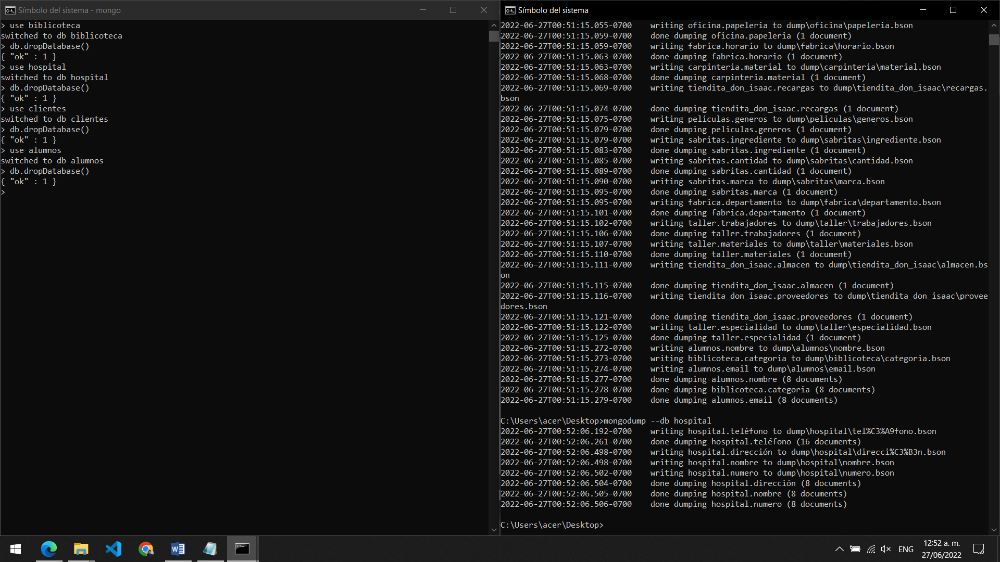 Símbolo del sistema - mongo
> use biblioteca
switched to db biblioteca
> db.dropDatabase()
{ "ok" : 1 }
> use hospital
switched to db hospital
> db.dropDatabase()
{ "ok" : 1 }
> use clientes
switched to db clientes
> db.dropDatabase()
{ "ok" : 1 }
> use alumnos
switched to db alumnos
> db.dropDatabase()
{ "ok" : 1 }
>
Símbolo del sistema
2022-06-27T00:51:15.055-0700    writing oficina.papeleria to dump\oficina\papeleria.bson
2022-06-27T00:51:15.059-0700    done dumping oficina.papeleria (1 document)
2022-06-27T00:51:15.059-0700    writing fabrica.horario to dump\fabrica\horario.bson
2022-06-27T00:51:15.063-0700    done dumping fabrica.horario (1 document)
2022-06-27T00:51:15.063-0700    writing carpinteria.material to dump\carpinteria\material.bson
2022-06-27T00:51:15.068-0700    done dumping carpinteria.material (1 document)
2022-06-27T00:51:15.069-0700    writing tiendita_don_isaac.recargas to dump\tiendita_don_isaac\recargas.
bson
2022-06-27T00:51:15.074-0700    done dumping tiendita_don_isaac.recargas (1 document)
2022-06-27T00:51:15.075-0700    writing peliculas.generos to dump\peliculas\generos.bson
2022-06-27T00:51:15.079-0700    done dumping peliculas.generos (1 document)
2022-06-27T00:51:15.079-0700    writing sabritas.ingrediente to dump\sabritas\ingrediente.bson
2022-06-27T00:51:15.083-0700    done dumping sabritas.ingrediente (1 document)
2022-06-27T00:51:15.085-0700    writing sabritas.cantidad to dump\sabritas\cantidad.bson
2022-06-27T00:51:15.089-0700    done dumping sabritas.cantidad (1 document)
2022-06-27T00:51:15.090-0700    writing sabritas.marca to dump\sabritas\marca.bson
2022-06-27T00:51:15.095-0700    done dumping sabritas.marca (1 document)
2022-06-27T00:51:15.095-0700    writing fabrica.departamento to dump\fabrica\departamento.bson
2022-06-27T00:51:15.101-0700    done dumping fabrica.departamento (1 document)
2022-06-27T00:51:15.102-0700    writing taller.trabajadores to dump\taller\trabajadores.bson
2022-06-27T00:51:15.106-0700    done dumping taller.trabajadores (1 document)
2022-06-27T00:51:15.107-0700    writing taller.materiales to dump\taller\materiales.bson
2022-06-27T00:51:15.110-0700    done dumping taller.materiales (1 document)
2022-06-27T00:51:15.111-0700    writing tiendita_don_isaac.almacen to dump\tiendita_don_isaac\almacen.bs
on
2022-06-27T00:51:15.115-0700    done dumping tiendita_don_isaac.almacen (1 document)
2022-06-27T00:51:15.116-0700    writing tiendita_don_isaac.proveedores to dump\tiendita_don_isaac\provee
dores.bson
2022-06-27T00:51:15.121-0700    done dumping tiendita_don_isaac.proveedores (1 document)
2022-06-27T00:51:15.122-0700    writing taller.especialidad to dump\taller\especialidad.bson
2022-06-27T00:51:15.125-0700    done dumping taller.especialidad (1 document)
2022-06-27T00:51:15.272-0700    writing alumnos.nombre to dump\alumnos\nombre.bson
2022-06-27T00:51:15.273-0700    writing biblioteca.categoria to dump\biblioteca\categoria.bson
2022-06-27T00:51:15.274-0700    writing alumnos.email to dump\alumnos\email.bson
2022-06-27T00:51:15.277-0700    done dumping alumnos.nombre (8 documents)
2022-06-27T00:51:15.278-0700    done dumping biblioteca.categoria (8 documents)
2022-06-27T00:51:15.279-0700    done dumping alumnos.email (8 documents)
C:\Users\acer\Desktop>mongodump --db hospital
2022-06-27T00:52:06.192-0700    writing hospital.teléfono to dump\hospital\tel%C3%A9fono.bson
2022-06-27T00:52:06.261-0700    done dumping hospital.teléfono (16 documents)
2022-06-27T00:52:06.498-0700    writing hospital.dirección to dump\hospital\direcci%C3%B3n.bson
2022-06-27T00:52:06.498-0700    writing hospital.nombre to dump\hospital\nombre.bson
2022-06-27T00:52:06.502-0700    writing hospital.numero to dump\hospital\numero.bson
2022-06-27T00:52:06.504-0700    done dumping hospital.dirección (8 documents)
2022-06-27T00:52:06.505-0700    done dumping hospital.nombre (8 documents)
2022-06-27T00:52:06.506-0700    done dumping hospital.numero (8 documents)
C:\Users\acer\Desktop>
ENG
12:52 a. m.
27/06/2022